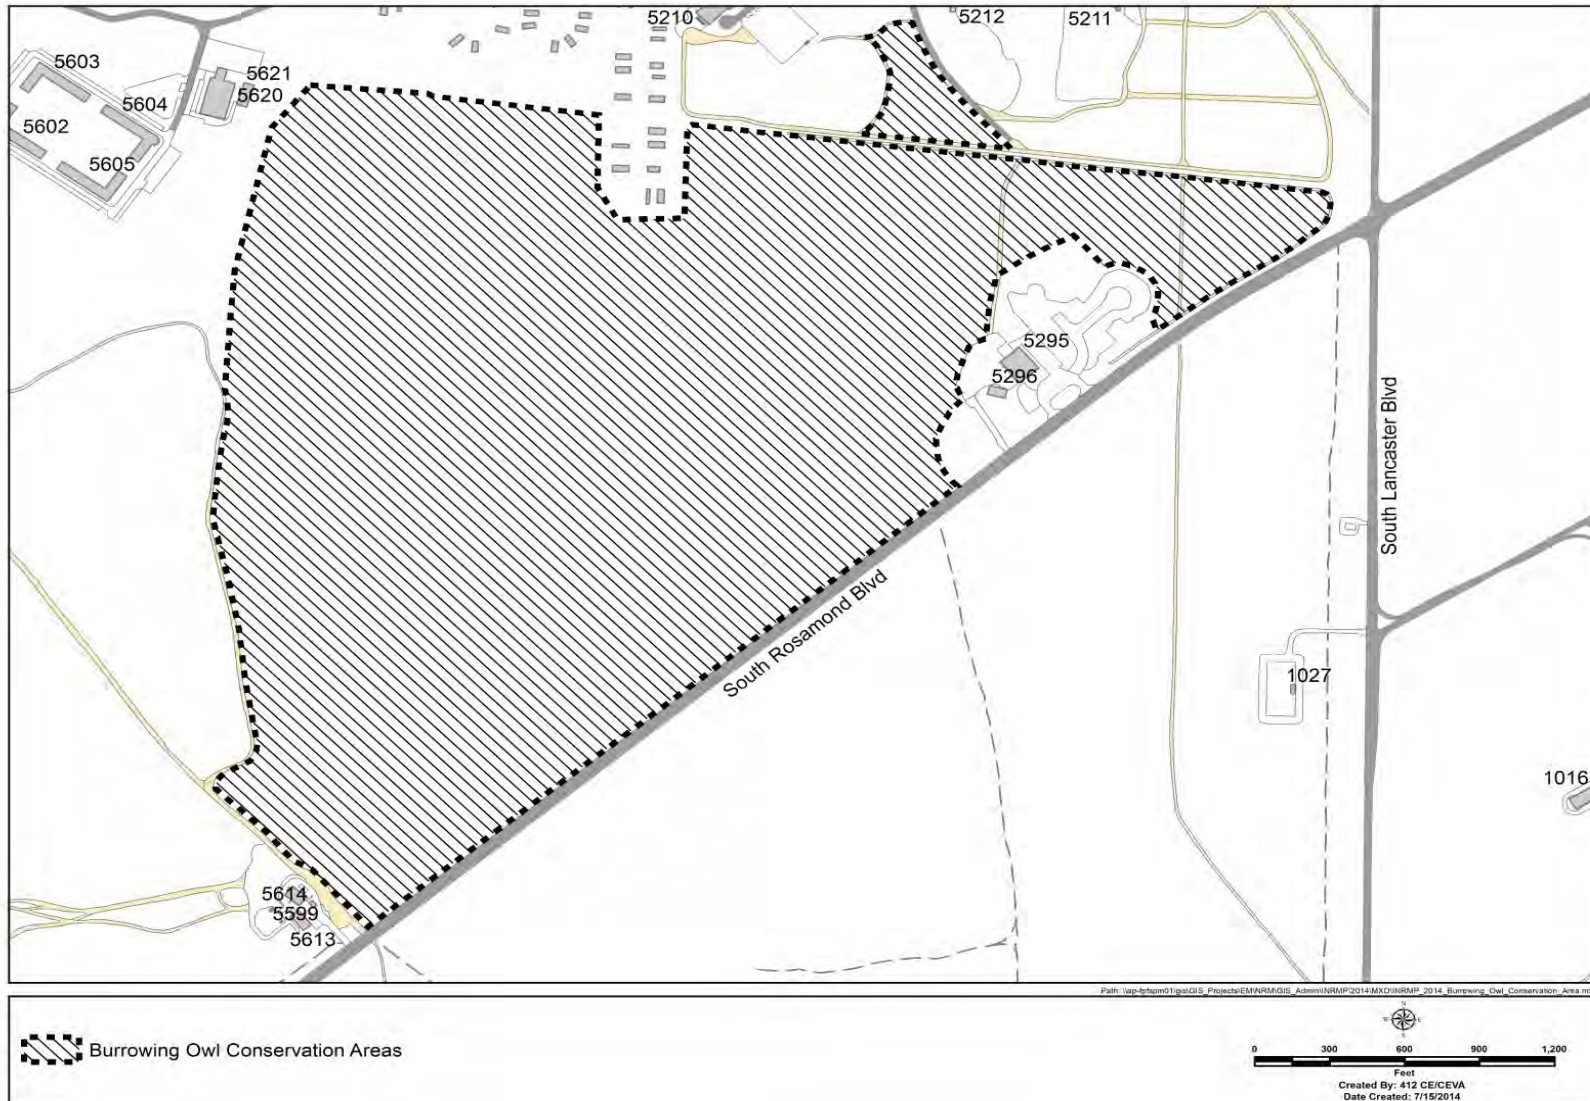 5210
5212
5211
5603
5621
5620
5604
5602
5605
5295
5296
South Lancaster Blvd
South Rosamond Blvd
1027
1016
5614
5599
5613
Burrowing Owl Conservation Areas
N
W
E
S
0 300 600 900 1,200
Feet
Created By: 412 CE/CEVA
Date Created: 7/15/2014